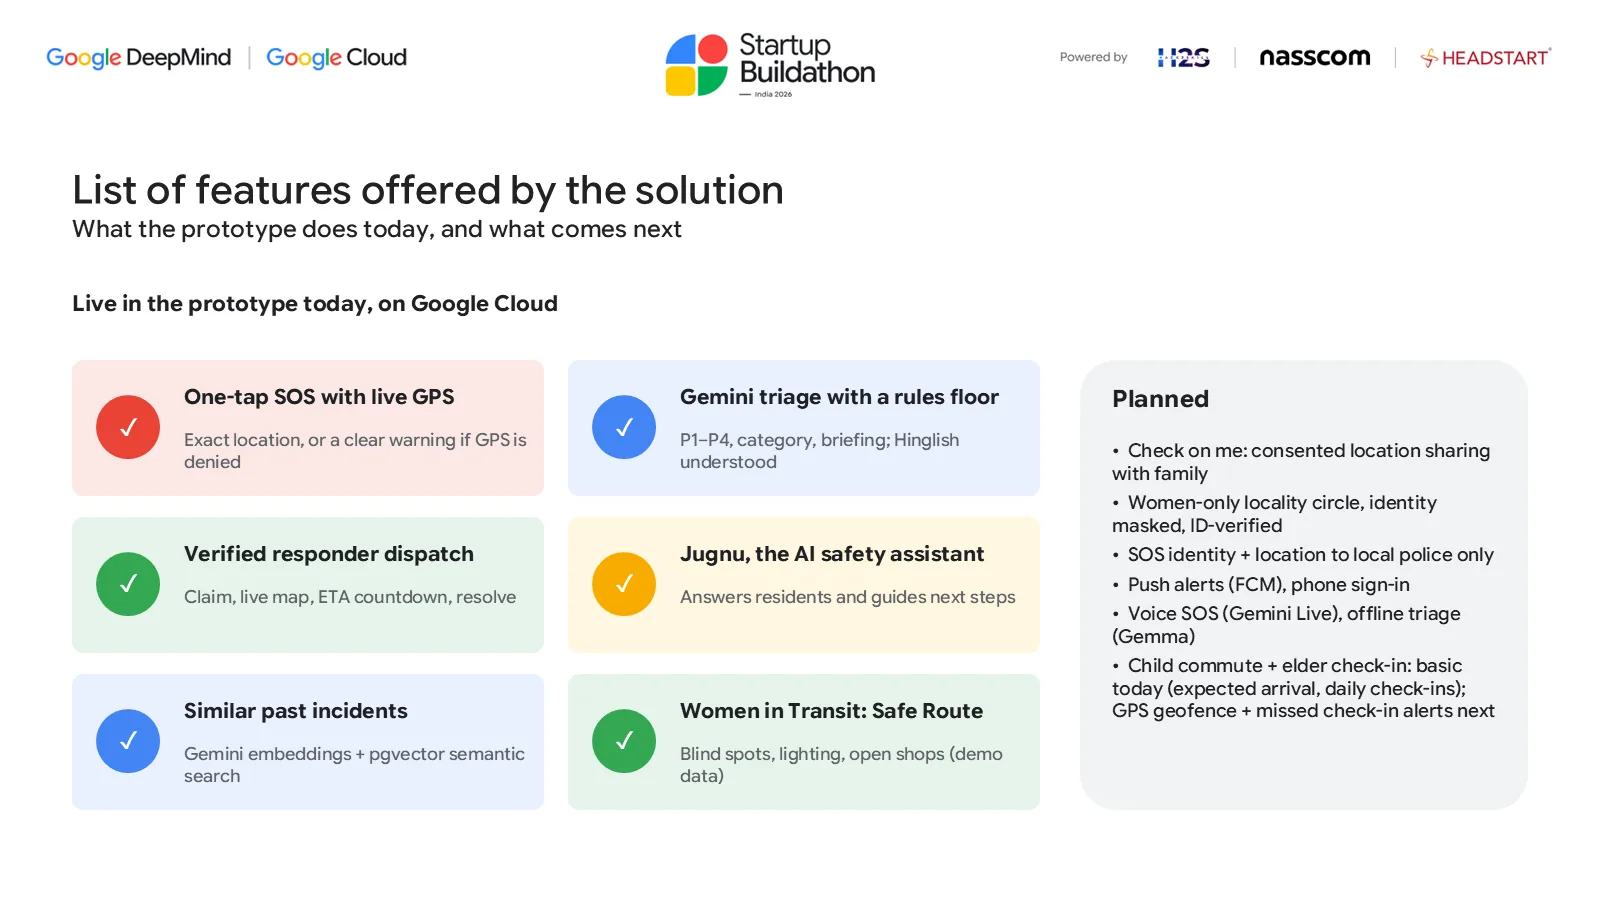 Google DeepMind | Google Cloud
Startup
Buildathon
— India 2026
Powered by
H2S
nasscom
HEADSTART
List of features offered by the solution
What the prototype does today, and what comes next
Live in the prototype today, on Google Cloud
✓
One-tap SOS with live GPS
Exact location, or a clear warning if GPS is
denied
✓
Gemini triage with a rules floor
P1–P4, category, briefing; Hinglish
understood
✓
Verified responder dispatch
Claim, live map, ETA countdown, resolve
✓
Jugnu, the AI safety assistant
Answers residents and guides next steps
✓
Similar past incidents
Gemini embeddings + pgvector semantic
search
✓
Women in Transit: Safe Route
Blind spots, lighting, open shops (demo
data)
Planned
• Check on me: consented location sharing
with family
• Women-only locality circle, identity
masked, ID-verified
• SOS identity + location to local police only
• Push alerts (FCM), phone sign-in
• Voice SOS (Gemini Live), offline triage
(Gemma)
• Child commute + elder check-in: basic
today (expected arrival, daily check-ins);
GPS geofence + missed check-in alerts next